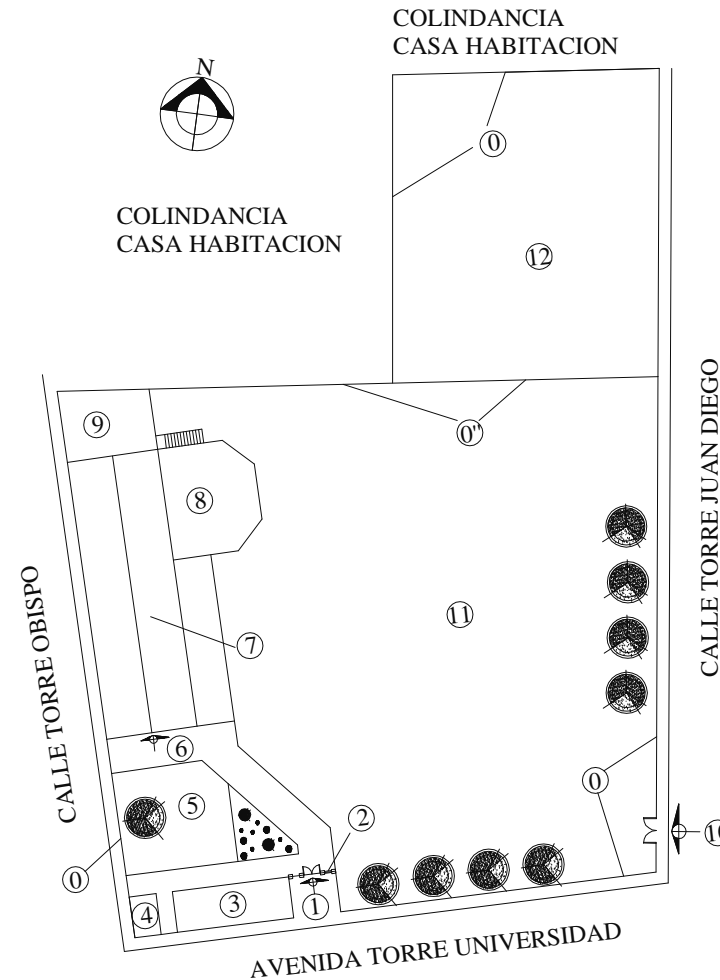 COLINDANCIA
CASA HABITACION
N
0
COLINDANCIA
CASA HABITACION
12
9
0"
8
CALLE TORRE JUAN DIEGO
11
CALLE TORRE OBISPO
7
6
0
5
2
10
0
4
3
1
AVENIDA TORRE UNIVERSIDAD